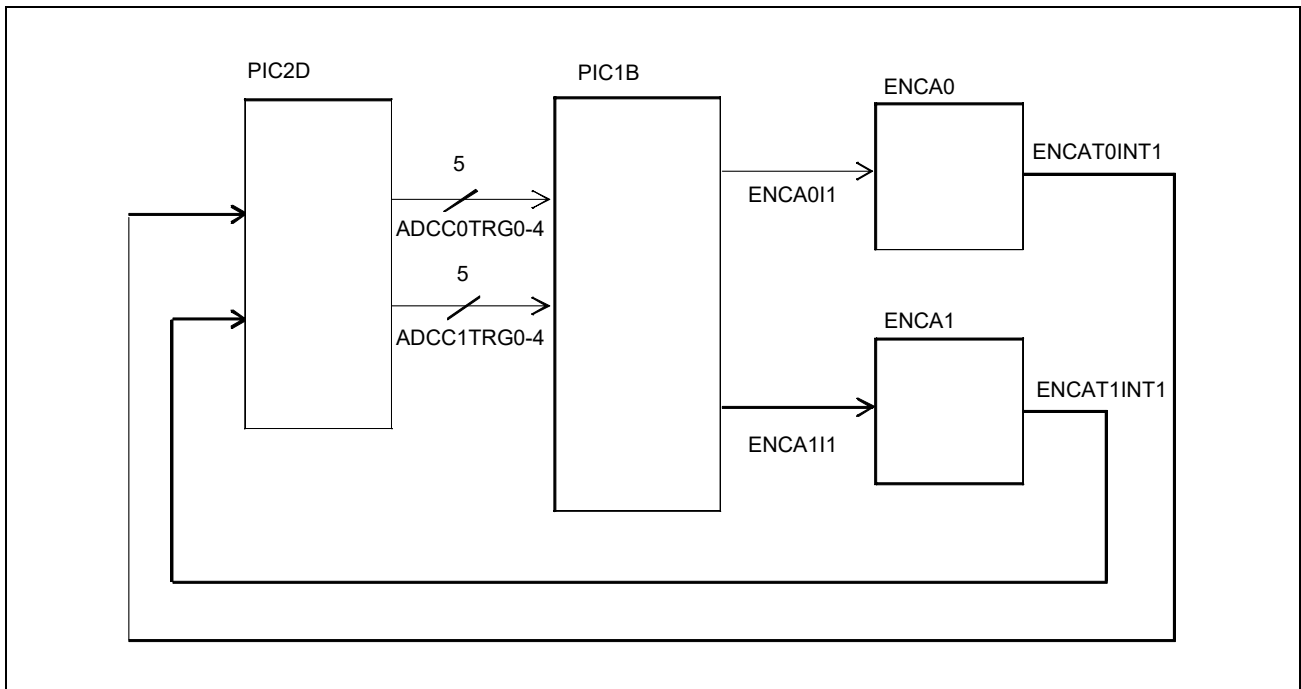 PIC2D
PIC1B
ENCA0
ENCAT0INT1
5
ADCC0TRG0-4
ENCA0I1
5
ADCC1TRG0-4
ENCA1
ENCAT1INT1
ENCA1I1